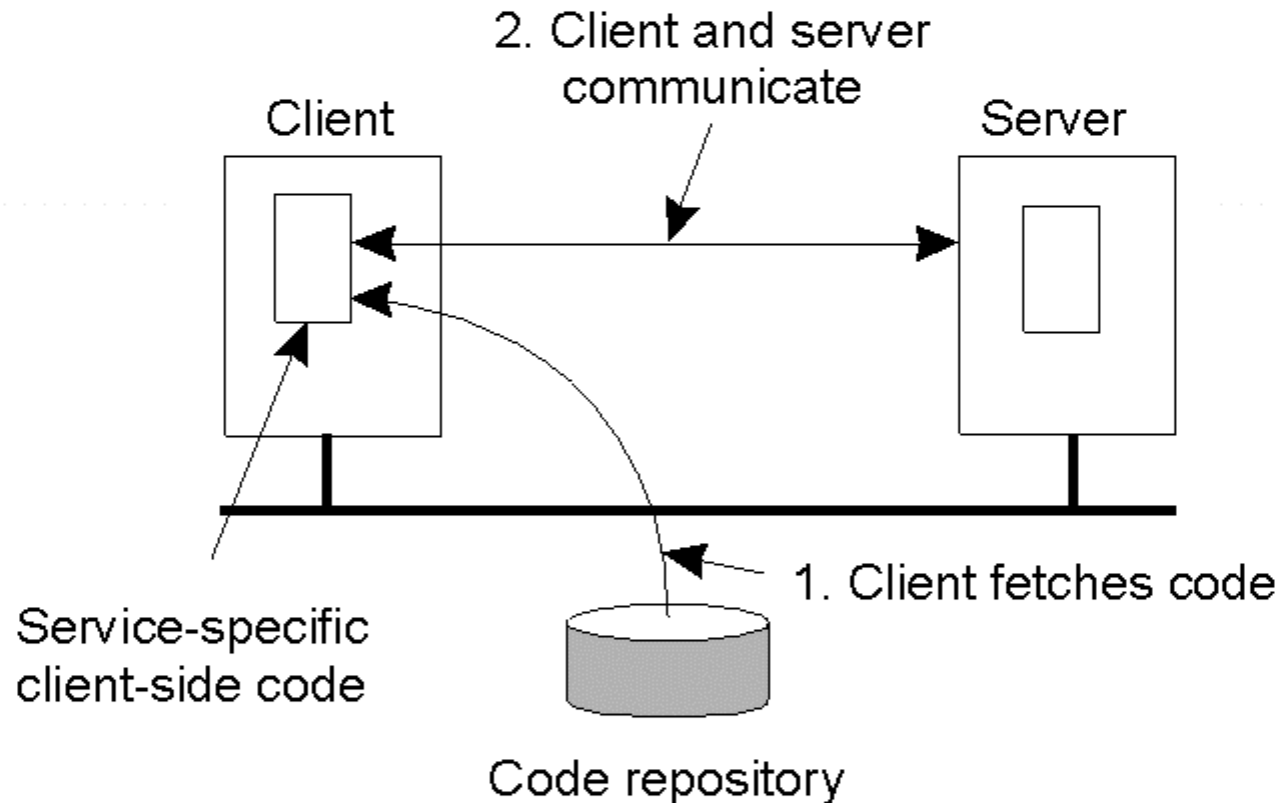 2. Client and server
communicate
Client
Server
1. Client fetches code
Service-specific
client-side code
Code repository